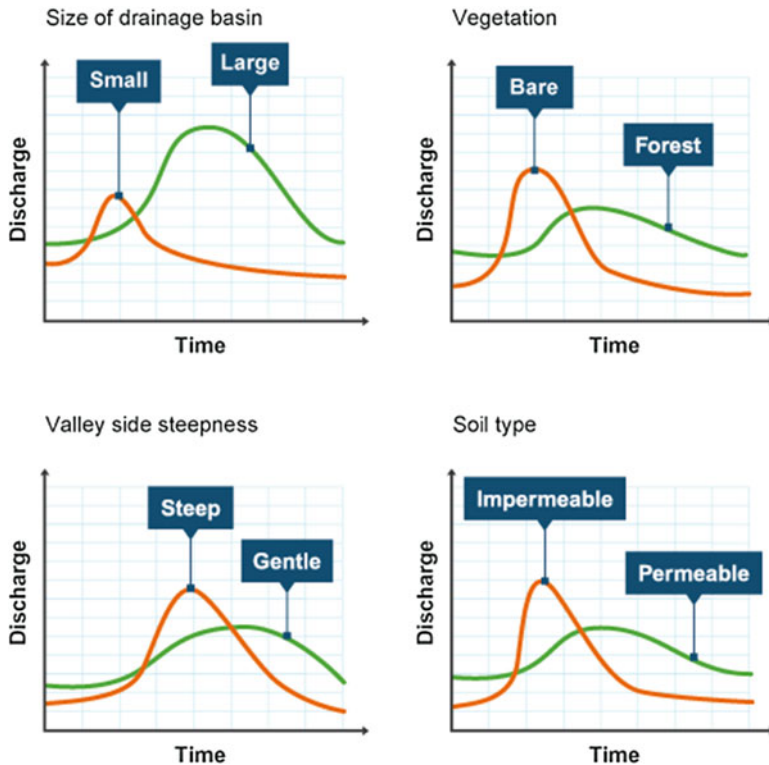 Size of drainage basin
Small
Large
Discharge
Time
Vegetation
Bare
Forest
Discharge
Time
Valley side steepness
Steep
Gentle
Discharge
Time
Soil type
Impermeable
Permeable
Discharge
Time